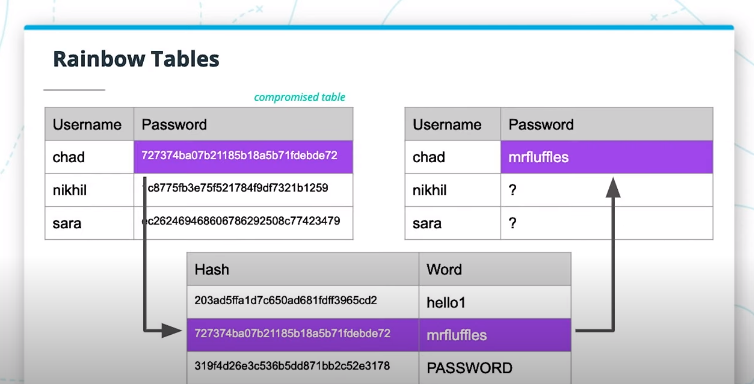 Rainbow Tables
compromised table
Username Password
chad 727374ba07b21185b18a5b71fdebde72
nikhil c8775fb3e75f521784f9df7321b1259
sara c262469468606786292508c77423479
Username Password
chad mrfluffles
nikhil ?
sara ?
Hash Word
203ad5ffa1d7c650ad681fdff3965cd2 hello1
727374ba07b21185b18a5b71fdebde72 mrfluffles
319f4d26e3c536b5dd871bb2c52e3178 PASSWORD